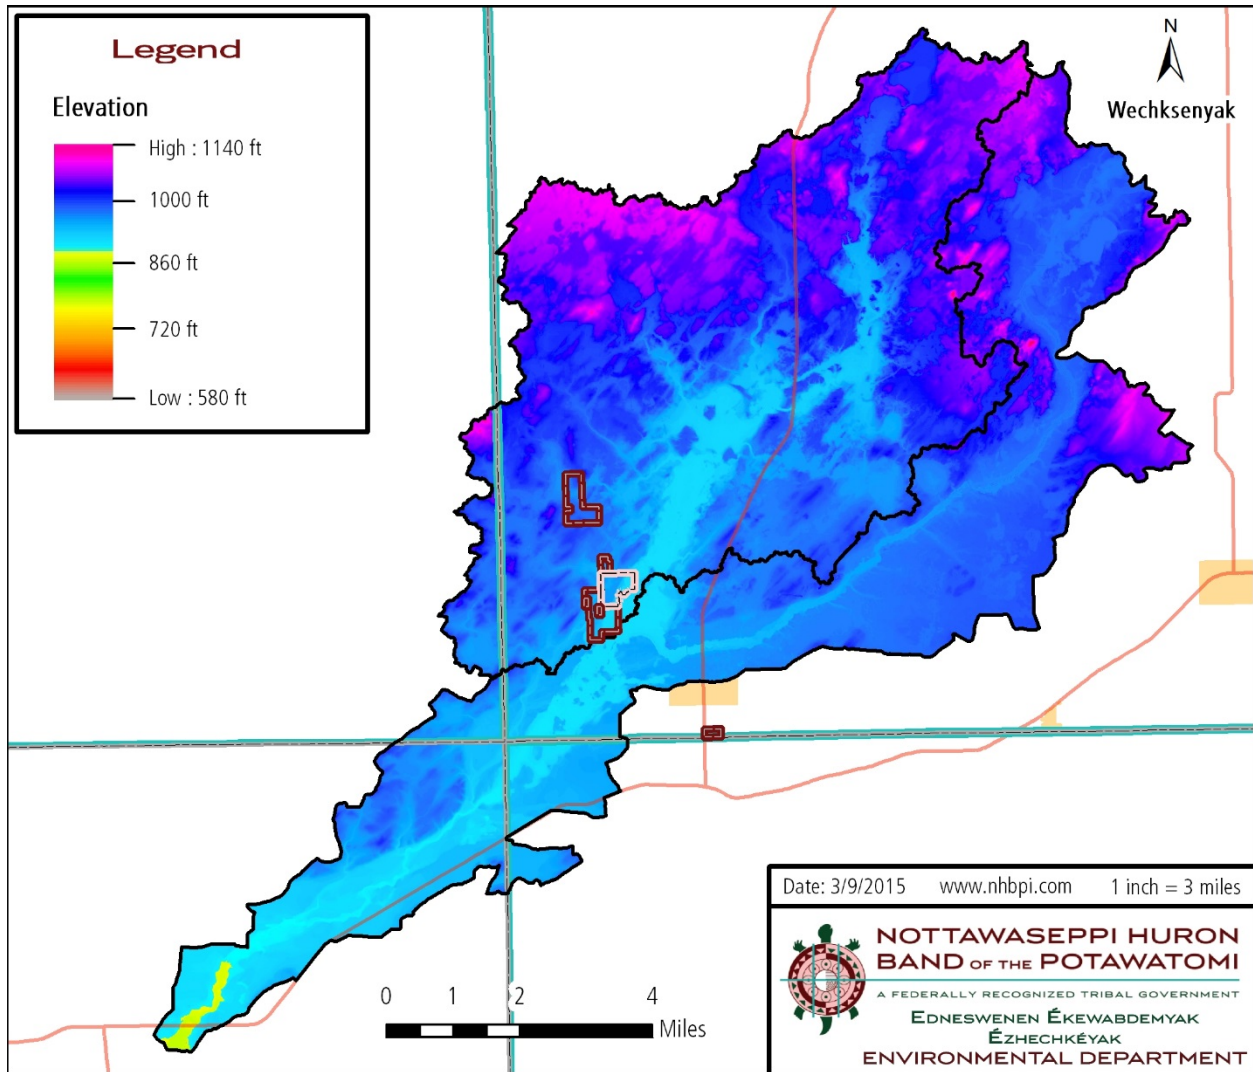 Legend
Elevation
High : 1140 ft
1000 ft
860 ft
720 ft
Low : 580 ft
N
Wechksenyak
0 1 2 4
Miles
Date: 3/9/2015 www.nhbpi.com 1 inch = 3 miles
NOTTAWASEPPI HURON
BAND OF THE POTAWATOMI
A FEDERALLY RECOGNIZED TRIBAL GOVERNMENT
EDNESWENEN ÉKEWABDEMYAK
ÉZHECHKÉYAK
ENVIRONMENTAL DEPARTMENT